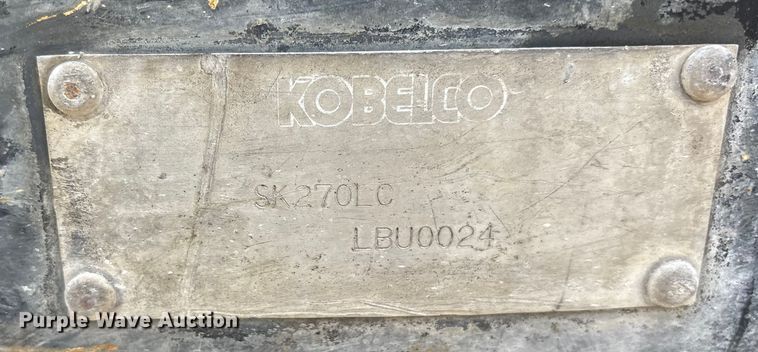 KOBELCO
SK270LC
LBU0024
Purple Wave Auction